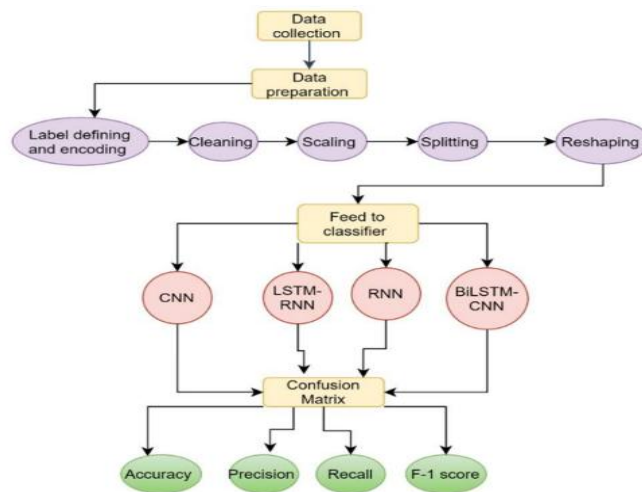 Data
collection
Data
preparation
Label defining
and encoding
Cleaning
Scaling
Splitting
Reshaping
Feed to
classifier
CNN
LSTM-
RNN
RNN
BiLSTM-
CNN
Confusion
Matrix
Accuracy
Precision
Recall
F-1 score